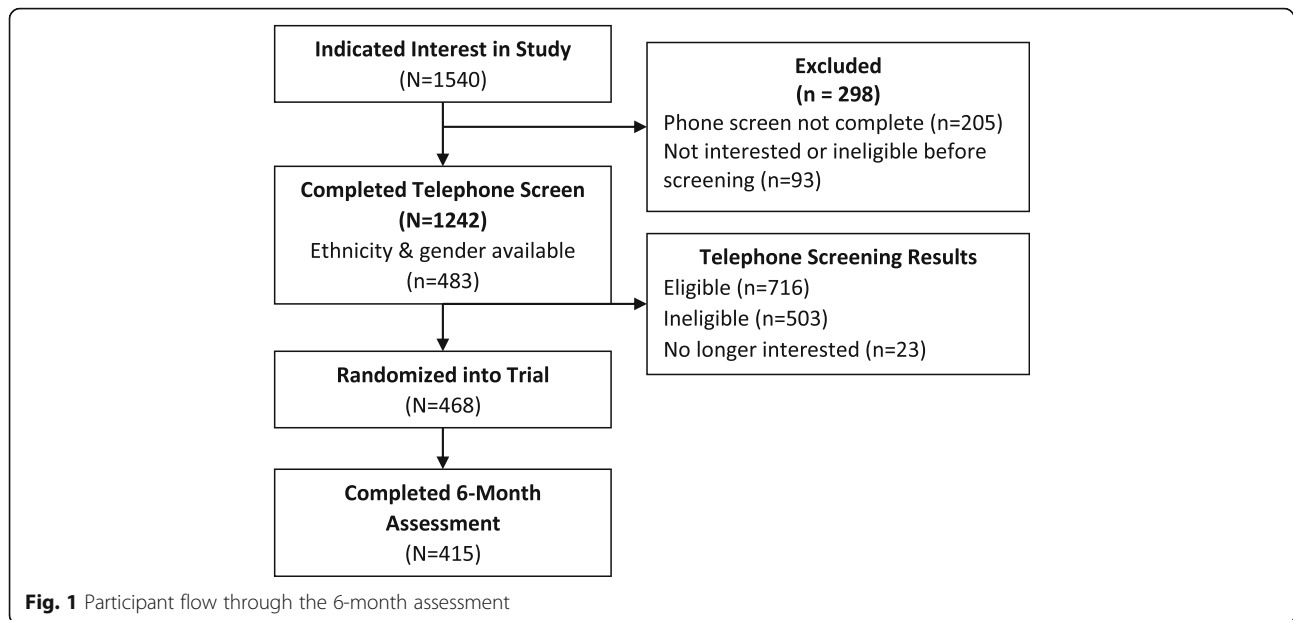 Indicated Interest in Study
(N=1540)
Excluded
(n = 298)
Phone screen not complete (n=205)
Not interested or ineligible before
screening (n=93)
Completed Telephone Screen
(N=1242)
Ethnicity & gender available
(n=483)
Telephone Screening Results
Eligible (n=716)
Ineligible (n=503)
No longer interested (n=23)
Randomized into Trial
(N=468)
Completed 6-Month
Assessment
(N=415)
Fig. 1 Participant flow through the 6-month assessment